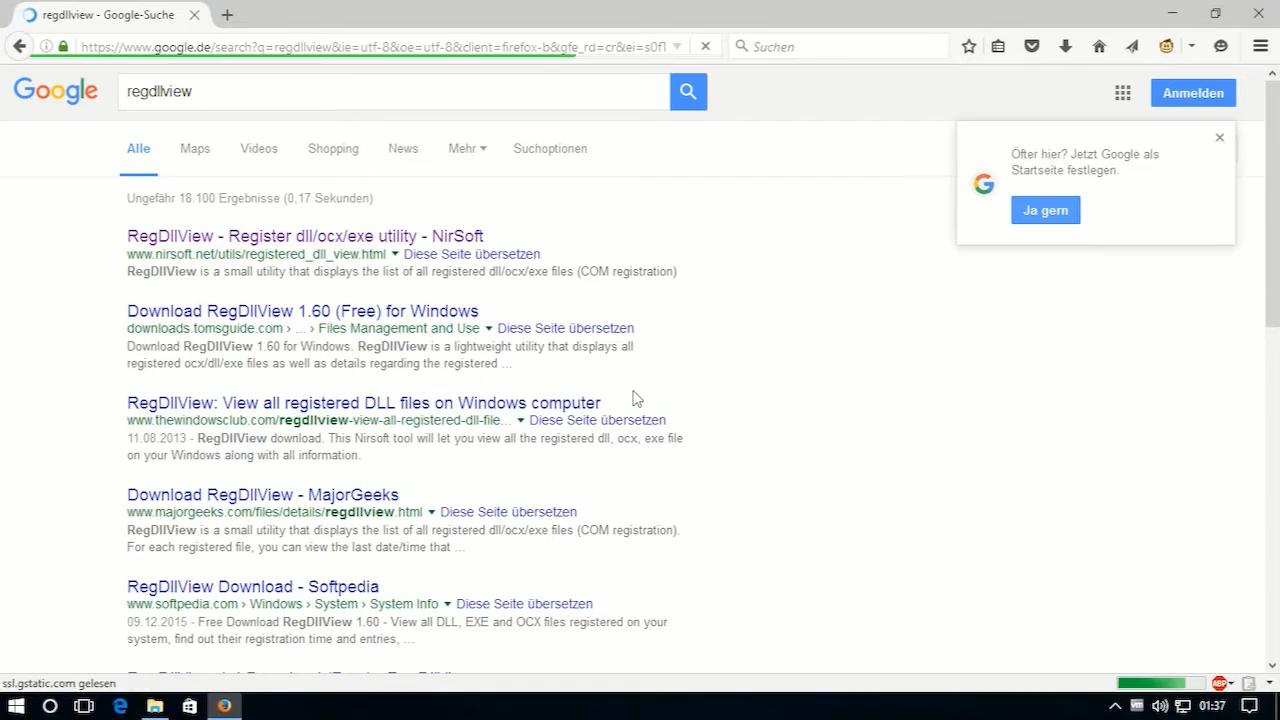 regdllview - Google-Suche
https://www.google.de/search?q=regdllview&ie=utf-8&oe=utf-8&client=firefox-b&gfe_rd=cr&ei=s0f1
Suchen
Google
regdllview
Anmelden
Alle
Maps
Videos
Shopping
News
Mehr
Suchoptionen
Öfter hier? Jetzt Google als
Startseite festlegen.
Ja gern
Ungefähr 18.100 Ergebnisse (0,17 Sekunden)
RegDllView - Register dll/ocx/exe utility - NirSoft
www.nirsoft.net/utils/registered_dll_view.html Diese Seite übersetzen
RegDllView is a small utility that displays the list of all registered dll/ocx/exe files (COM registration)
Download RegDllView 1.60 (Free) for Windows
downloads.tomsguide.com › ... › Files Management and Use Diese Seite übersetzen
Download RegDllView 1.60 for Windows. RegDllView is a lightweight utility that displays all
registered ocx/dll/exe files as well as details regarding the registered ...
RegDllView: View all registered DLL files on Windows computer
www.thewindowsclub.com/regdllview-view-all-registered-dll-file... Diese Seite übersetzen
11.08.2013 - RegDllView download. This Nirsoft tool will let you view all the registered dll, ocx, exe file
on your Windows along with all information.
Download RegDllView - MajorGeeks
www.majorgeeks.com/files/details/regdllview.html Diese Seite übersetzen
RegDllView is a small utility that displays the list of all registered dll/ocx/exe files (COM registration).
For each registered file, you can view the last date/time that ...
RegDllView Download - Softpedia
www.softpedia.com › Windows › System › System Info Diese Seite übersetzen
09.12.2015 - Free Download RegDllView 1.60 - View all DLL, EXE and OCX files registered on your
system, find out their registration time and entries, ...
ssl.gstatic.com gelesen
ABP
01:37